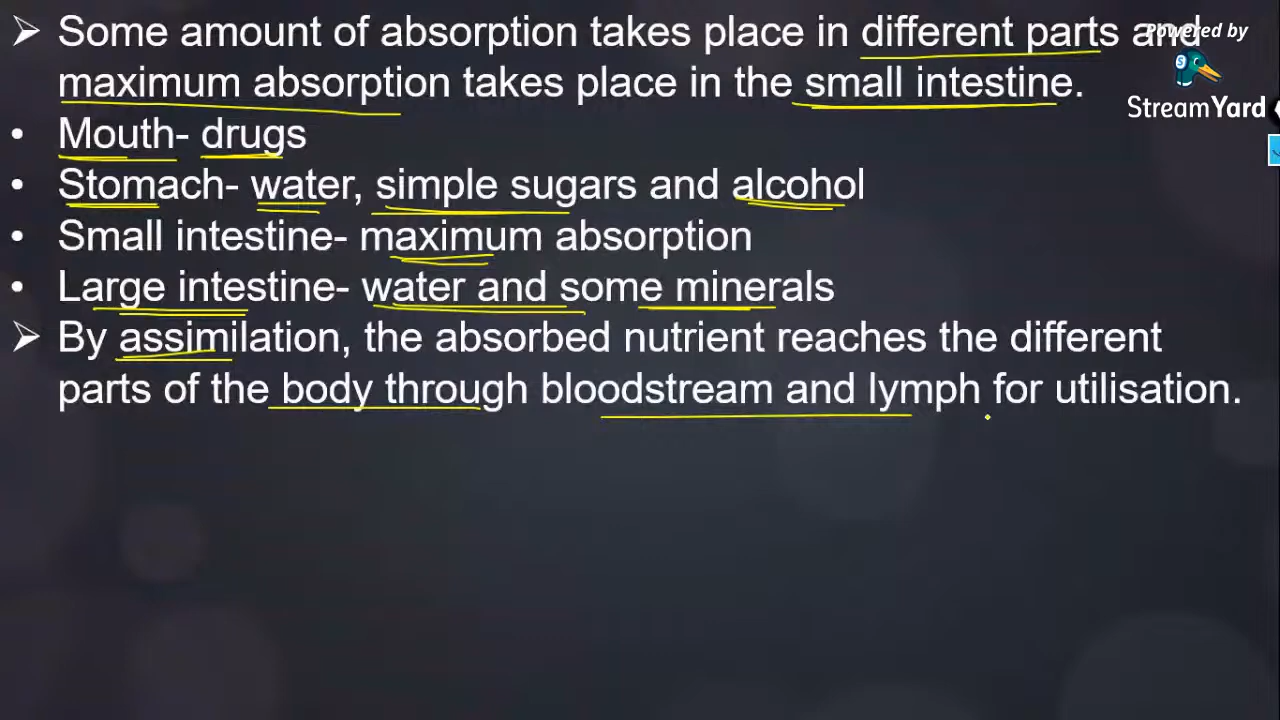 ➢ Some amount of absorption takes place in different parts and
Powered by
maximum absorption takes place in the small intestine.
StreamYard
• Mouth- drugs
• Stomach- water, simple sugars and alcohol
• Small intestine- maximum absorption
• Large intestine- water and some minerals
➢ By assimilation, the absorbed nutrient reaches the different
parts of the body through bloodstream and lymph for utilisation.